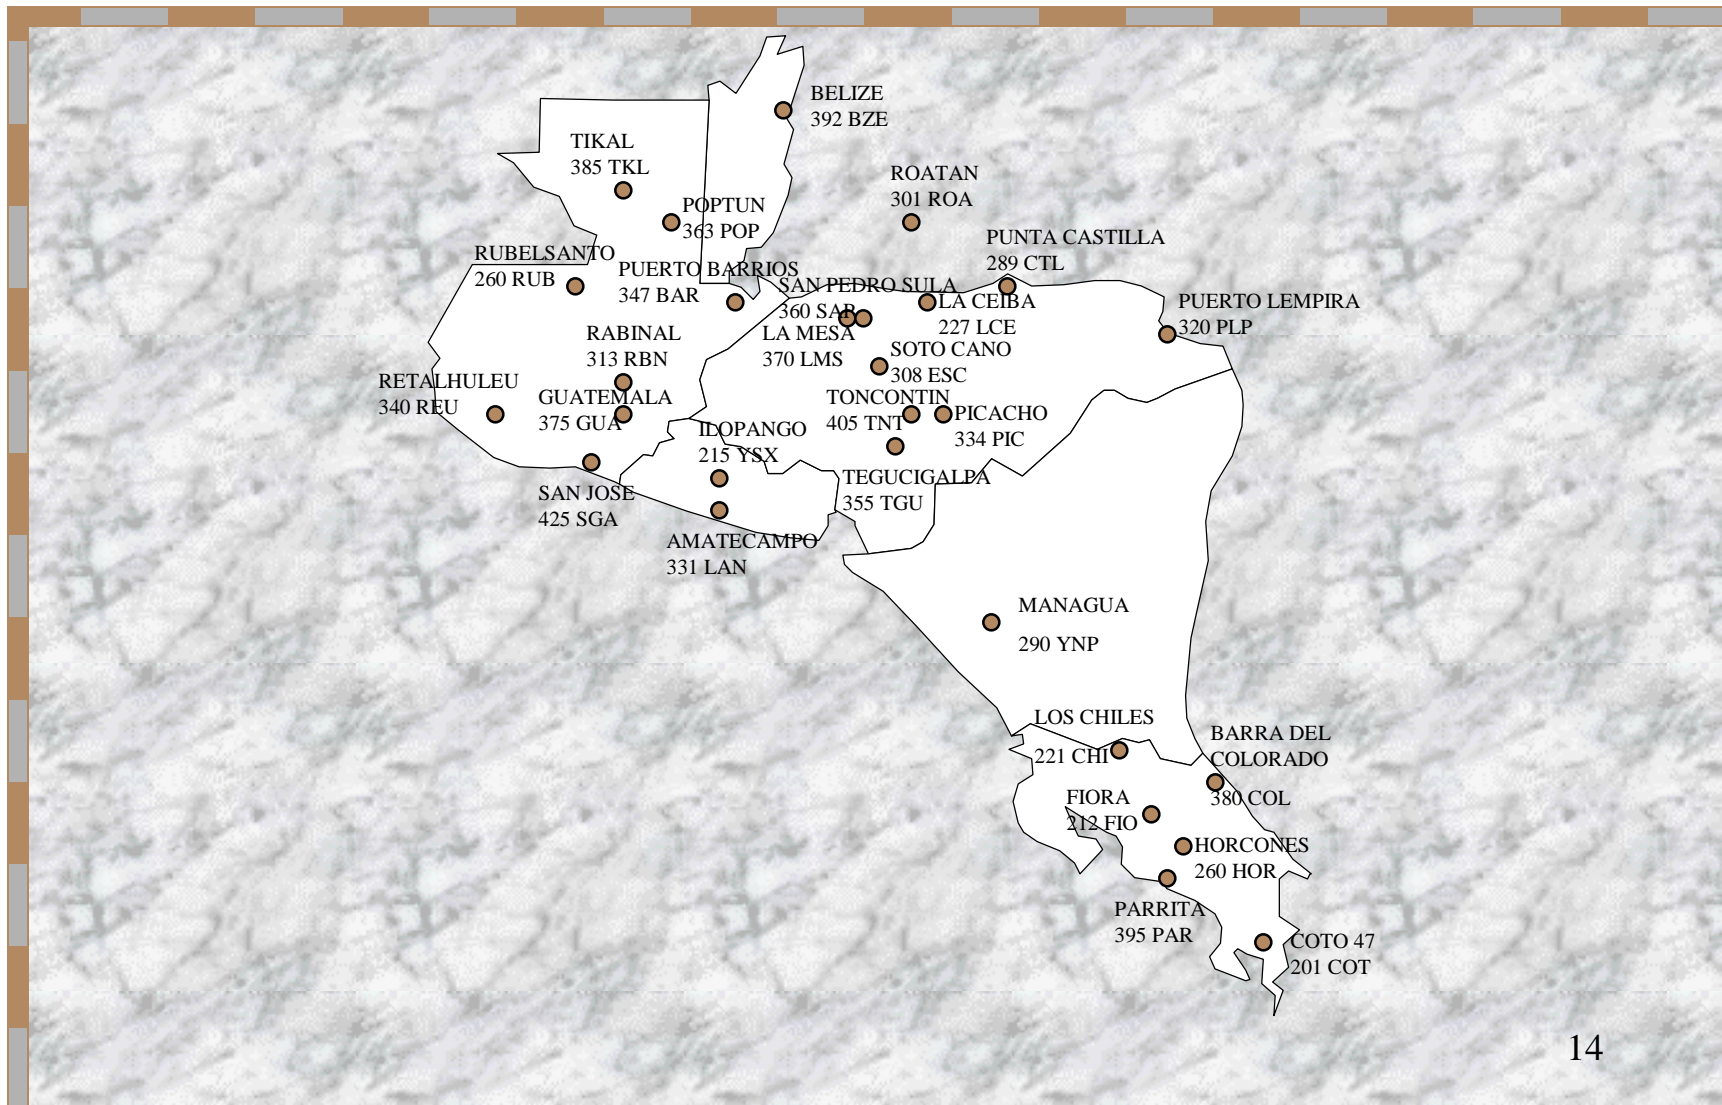 BELIZE
392 BZE
TIKAL
385 TKL
ROATAN
301 ROA
POPTUN
363 POP
PUNTA CASTILLA
289 CTL
RUBELSANTO
260 RUB
PUERTO BARRIOS
347 BAR
SAN PEDRO SULA
360 SAP
LA CEIBA
227 LCE
PUERTO LEMPIRA
320 PLP
LA MESA
370 LMS
RABINAL
313 RBN
SOTO CANO
308 ESC
RETALHULEU
340 REU
GUATEMALA
375 GUA
TONCONTIN
405 TNT
PICACHO
334 PIC
ILOPANGO
215 YSX
TEGUCIGALPA
355 TGU
SAN JOSE
425 SGA
AMATECAMPO
331 LAN
MANAGUA
290 YNP
LOS CHILES
221 CHI
BARRA DEL
COLORADO
380 COL
FIORA
212 FIO
HORCONES
260 HOR
PARRITA
395 PAR
COTO 47
201 COT
14